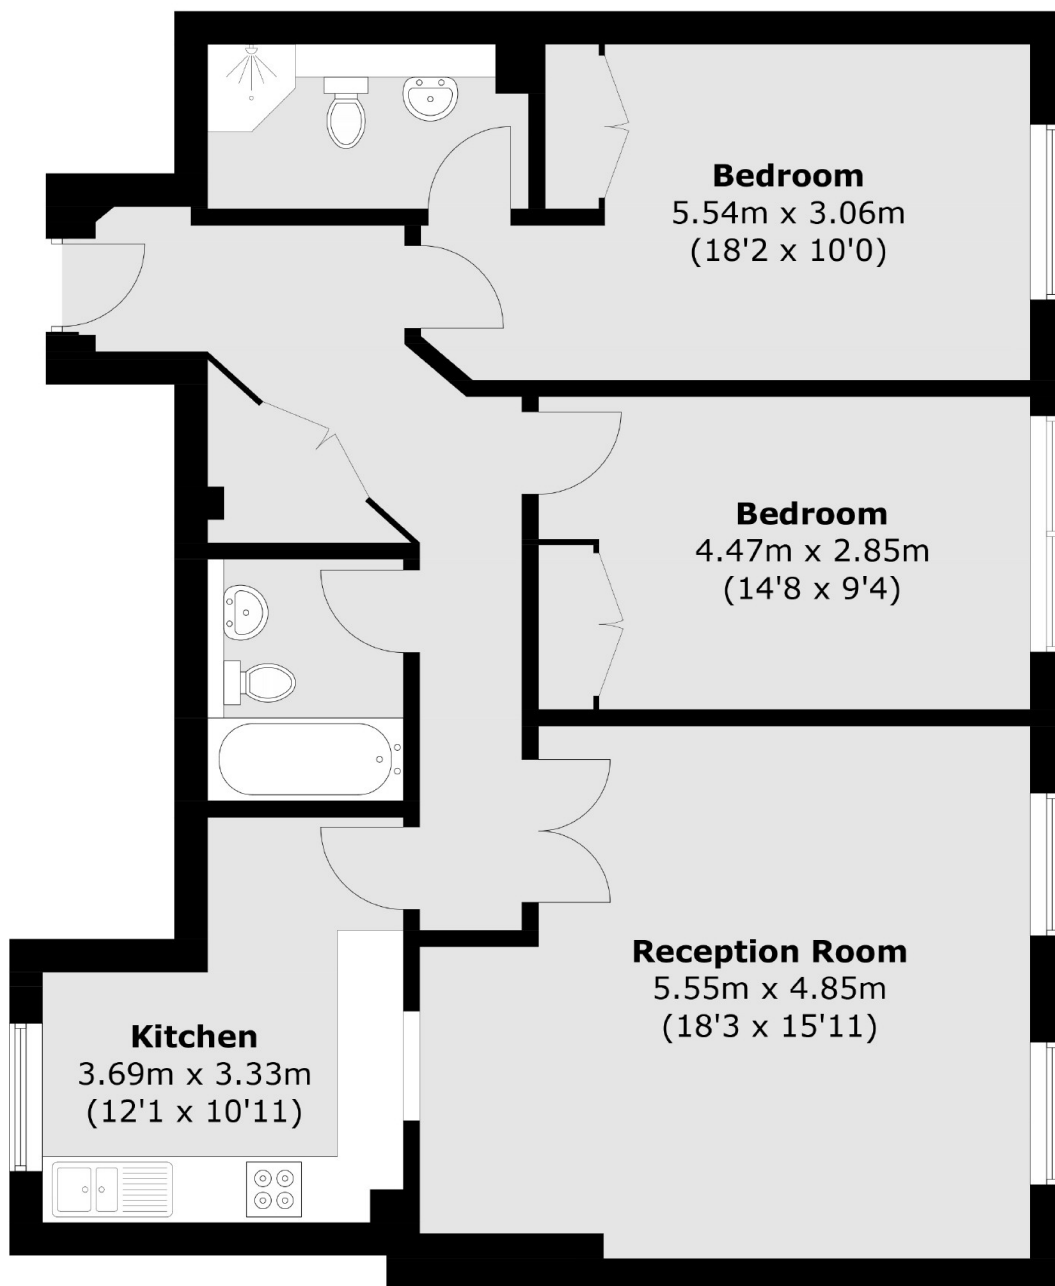 Bedroom
5.54m x 3.06m
(18'2 x 10'0)
Bedroom
4.47m x 2.85m
(14'8 x 9'4)
Reception Room
5.55m x 4.85m
(18'3 x 15'11)
Kitchen
3.69m x 3.33m
(12'1 x 10'11)